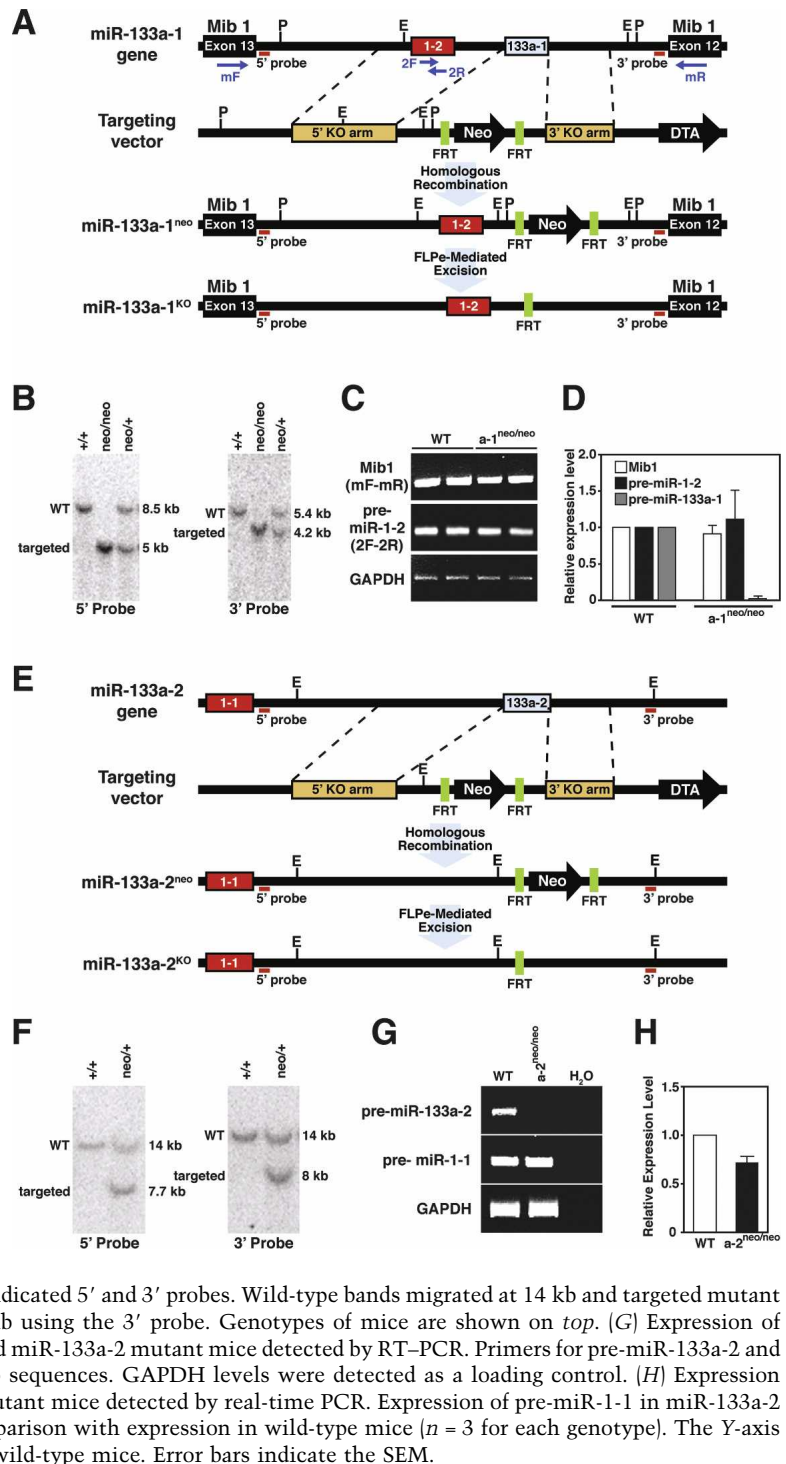 A
miR-133a-1
gene
Mib 1
Exon 13
P
E
1-2
133a-1
E P
Mib 1
Exon 12
5' probe
mF
2F
2R
3' probe
mR
Targeting
vector
P
E
5' KO arm
E P
Neo
3' KO arm
DTA
FRT
FRT
Homologous
Recombination
miR-133a-1neo
Mib 1
Exon 13
P
E
1-2
E P
Neo
E P
Mib 1
Exon 12
5' probe
FRT
FRT
3' probe
FLPe-Mediated
Excision
miR-133a-1KO
Mib 1
Exon 13
1-2
Mib 1
Exon 12
5' probe
FRT
3' probe
B
+/+
neo/neo
neo/+
WT
8.5 kb
targeted
5 kb
5' Probe
+/+
neo/neo
neo/+
WT
5.4 kb
targeted
4.2 kb
3' Probe
C
WT
a-1neo/neo
Mib1
(mF-mR)
pre-
miR-1-2
(2F-2R)
GAPDH
D
Relative expression level
2.0
1.5
1.0
0.5
0
Mib1
pre-miR-1-2
pre-miR-133a-1
WT
a-1neo/neo
E
miR-133a-2
gene
1-1
E
133a-2
E
5' probe
3' probe
Targeting
vector
5' KO arm
E
Neo
3' KO arm
DTA
FRT
FRT
Homologous
Recombination
miR-133a-2neo
1-1
E
E
Neo
E
5' probe
FRT
FRT
3' probe
FLPe-Mediated
Excision
miR-133a-2KO
1-1
E
E
E
5' probe
FRT
3' probe
F
+/+
neo/+
WT
14 kb
targeted
7.7 kb
5' Probe
+/+
neo/+
WT
14 kb
targeted
8 kb
3' Probe
G
WT
a-2neo/neo
H2O
pre-miR-133a-2
pre- miR-1-1
GAPDH
H
Relative Expression Level
1.5
1.0
0.5
0
WT a-2neo/neo
ndicated 5′ and 3′ probes. Wild-type bands migrated at 14 kb and targeted mutant
b using the 3′ probe. Genotypes of mice are shown on top. (G) Expression of
d miR-133a-2 mutant mice detected by RT–PCR. Primers for pre-miR-133a-2 and
sequences. GAPDH levels were detected as a loading control. (H) Expression
utant mice detected by real-time PCR. Expression of pre-miR-1-1 in miR-133a-2
parison with expression in wild-type mice (n = 3 for each genotype). The Y-axis
wild-type mice. Error bars indicate the SEM.